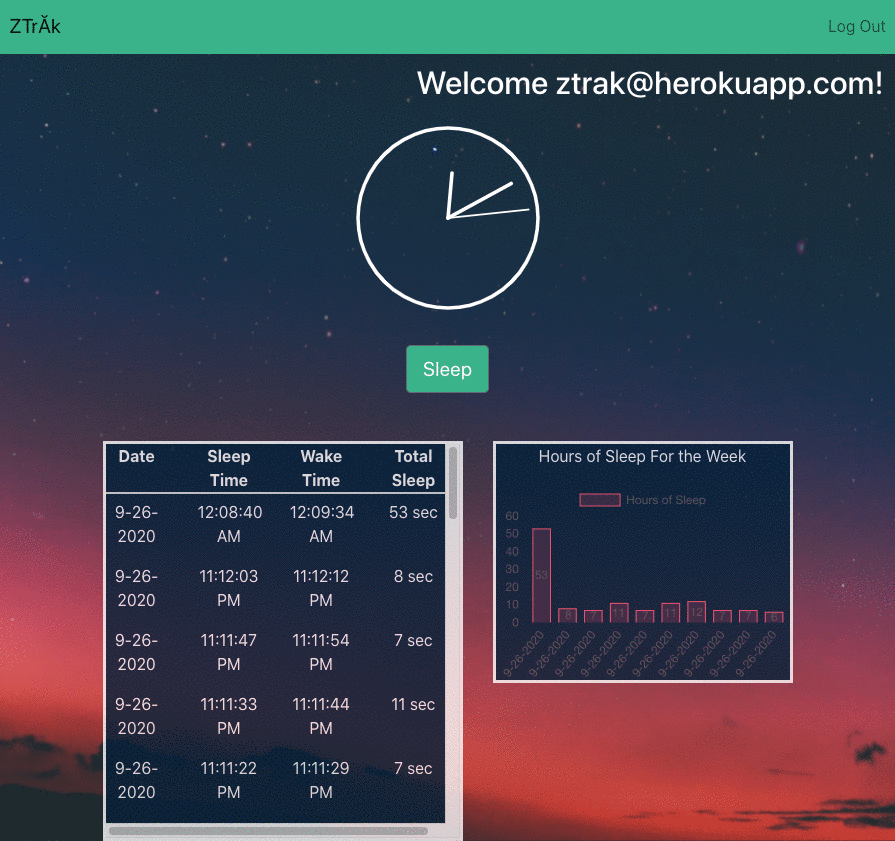 ZTrĂk
Log Out
Welcome ztrak@herokuapp.com!
Sleep
Date Sleep Time Wake Time Total Sleep
9-26-2020 12:08:40 AM 12:09:34 AM 53 sec
9-26-2020 11:12:03 PM 11:12:12 PM 8 sec
9-26-2020 11:11:47 PM 11:11:54 PM 7 sec
9-26-2020 11:11:33 PM 11:11:44 PM 11 sec
9-26-2020 11:11:22 PM 11:11:29 PM 7 sec
Hours of Sleep For the Week
Hours of Sleep
60
50
40
30
20
10
0
53 8 7 11 7 11 12 7 7 6
9-26-2020 9-26-2020 9-26-2020 9-26-2020 9-26-2020 9-26-2020 9-26-2020 9-26-2020 9-26-2020 9-26-2020